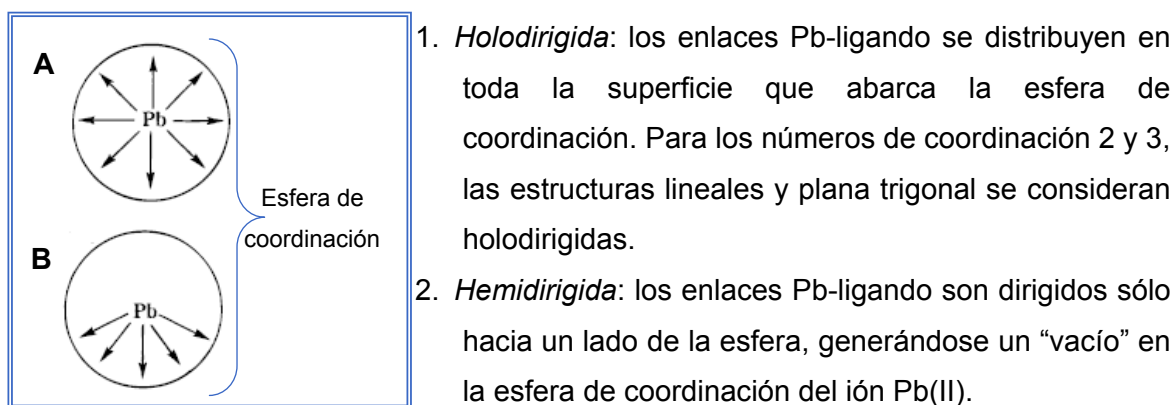 A
Pb
Esfera de
coordinación
B
Pb
1. Holodirigida: los enlaces Pb-ligando se distribuyen en
toda la superficie que abarca la esfera de
coordinación. Para los números de coordinación 2 y 3,
las estructuras lineales y plana trigonal se consideran
holodirigidas.
2. Hemidirigida: los enlaces Pb-ligando son dirigidos sólo
hacia un lado de la esfera, generándose un “vacío” en
la esfera de coordinación del ión Pb(II).